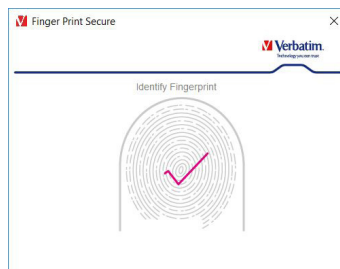 Finger Print Secure
Verbatim.
Technology you can trust
Identify Fingerprint